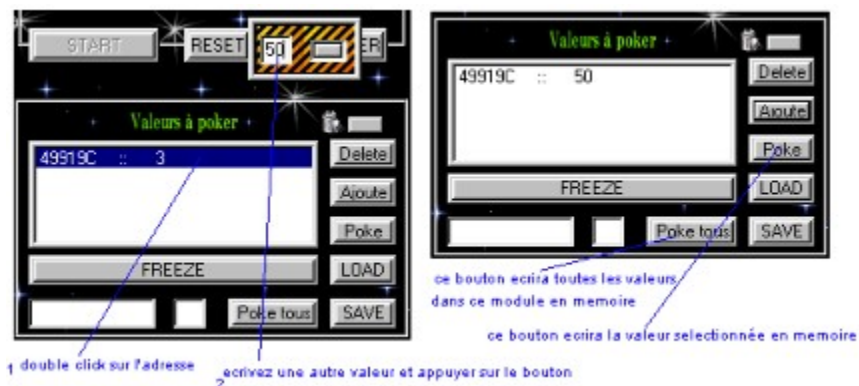 START
RESET
50
ER
Valeurs à poker
49919C :: 3
Delete
Ajoute
Poke
FREEZE
LOAD
Poke tous
SAVE
1 double click sur l'adresse
2 ecrivez une autre valeur et appuyer sur le bouton
Valeurs à poker
49919C :: 50
Delete
Ajoute
Poke
FREEZE
LOAD
Poke tous
SAVE
ce bouton ecrira toutes les valeurs
dans ce module en memoire
ce bouton ecrira la valeur selectionnée en memoire